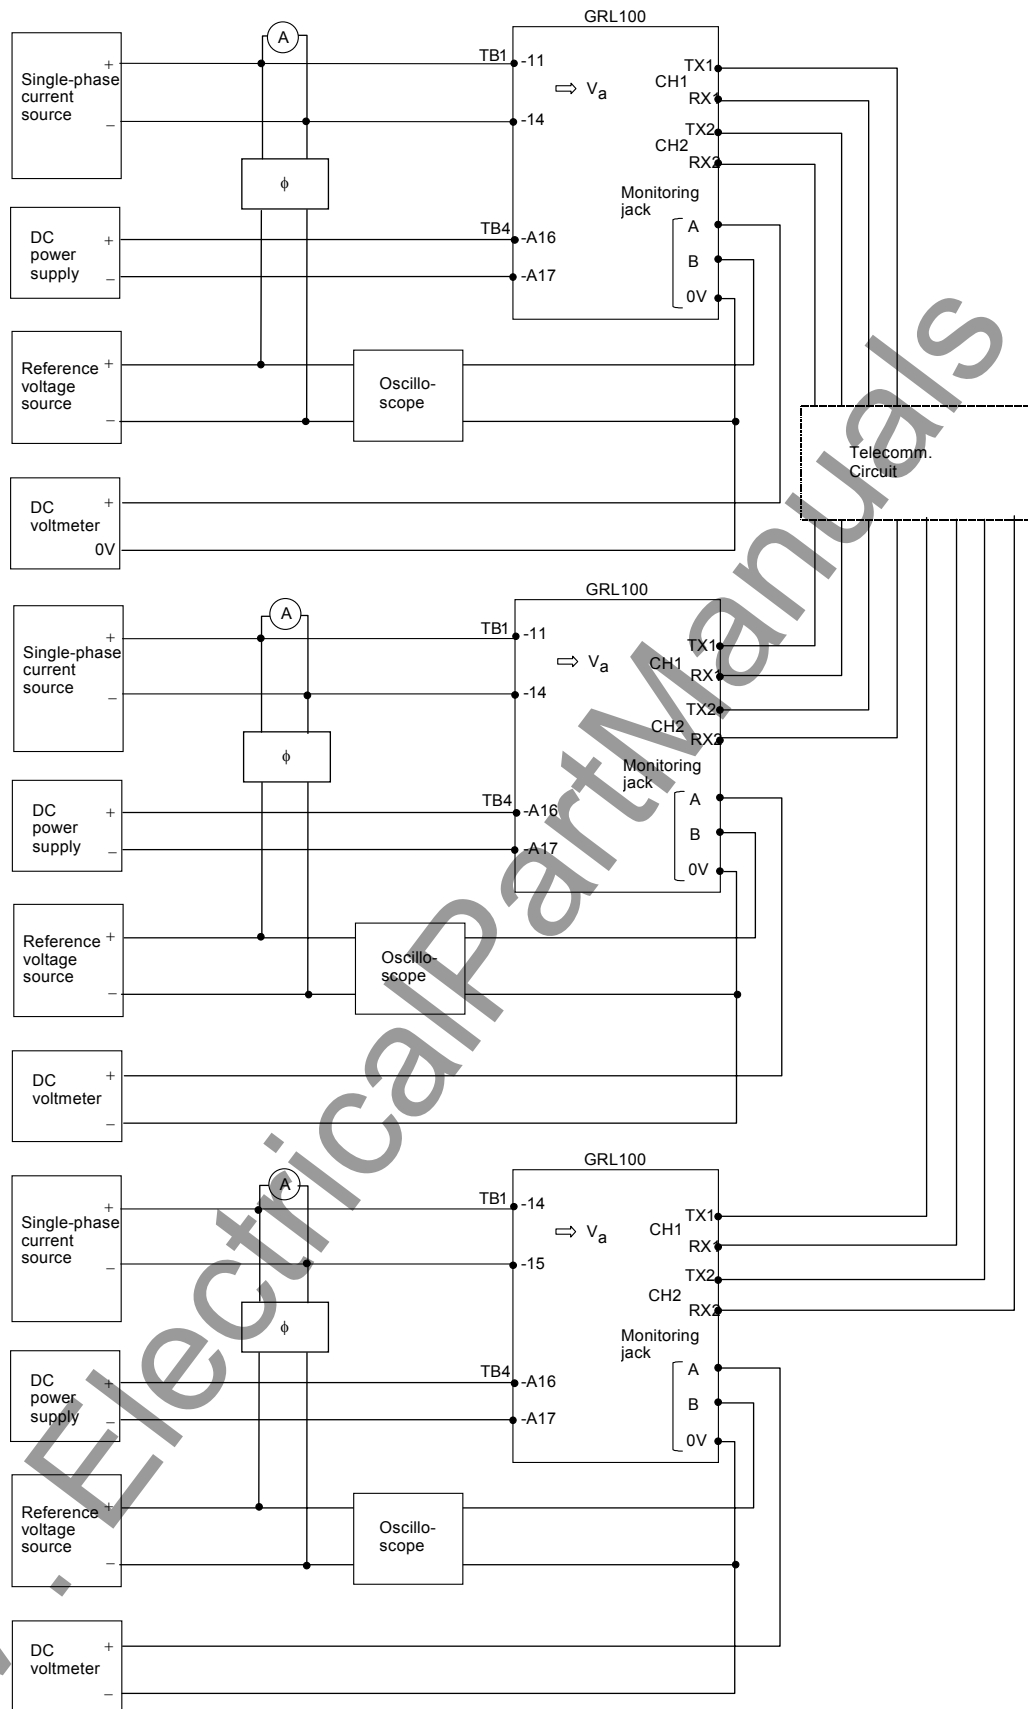 GRL100
A
Single-phase
current
source
+
−
TB1
-11
-14
⇨ Va
TX1
CH1
RX1
TX2
CH2
RX2
ϕ
Monitoring
jack
A
B
0V
DC
power
supply
+
−
TB4
-A16
-A17
Reference
voltage
source
+
−
Oscillo-
scope
Telecomm.
Circuit
DC
voltmeter
+
0V
GRL100
A
Single-phase
current
source
+
−
TB1
-11
-14
⇨ Va
TX1
CH1
RX1
TX2
CH2
RX2
ϕ
Monitoring
jack
A
B
0V
DC
power
supply
+
−
TB4
-A16
-A17
Reference
voltage
source
+
−
Oscillo-
scope
DC
voltmeter
+
−
GRL100
A
Single-phase
current
source
+
−
TB1
-14
-15
⇨ Va
TX1
CH1
RX1
TX2
CH2
RX2
ϕ
Monitoring
jack
A
B
0V
DC
power
supply
+
−
TB4
-A16
-A17
Reference
voltage
source
+
−
Oscillo-
scope
DC
voltmeter
+
−
. ElectricalPartManuals